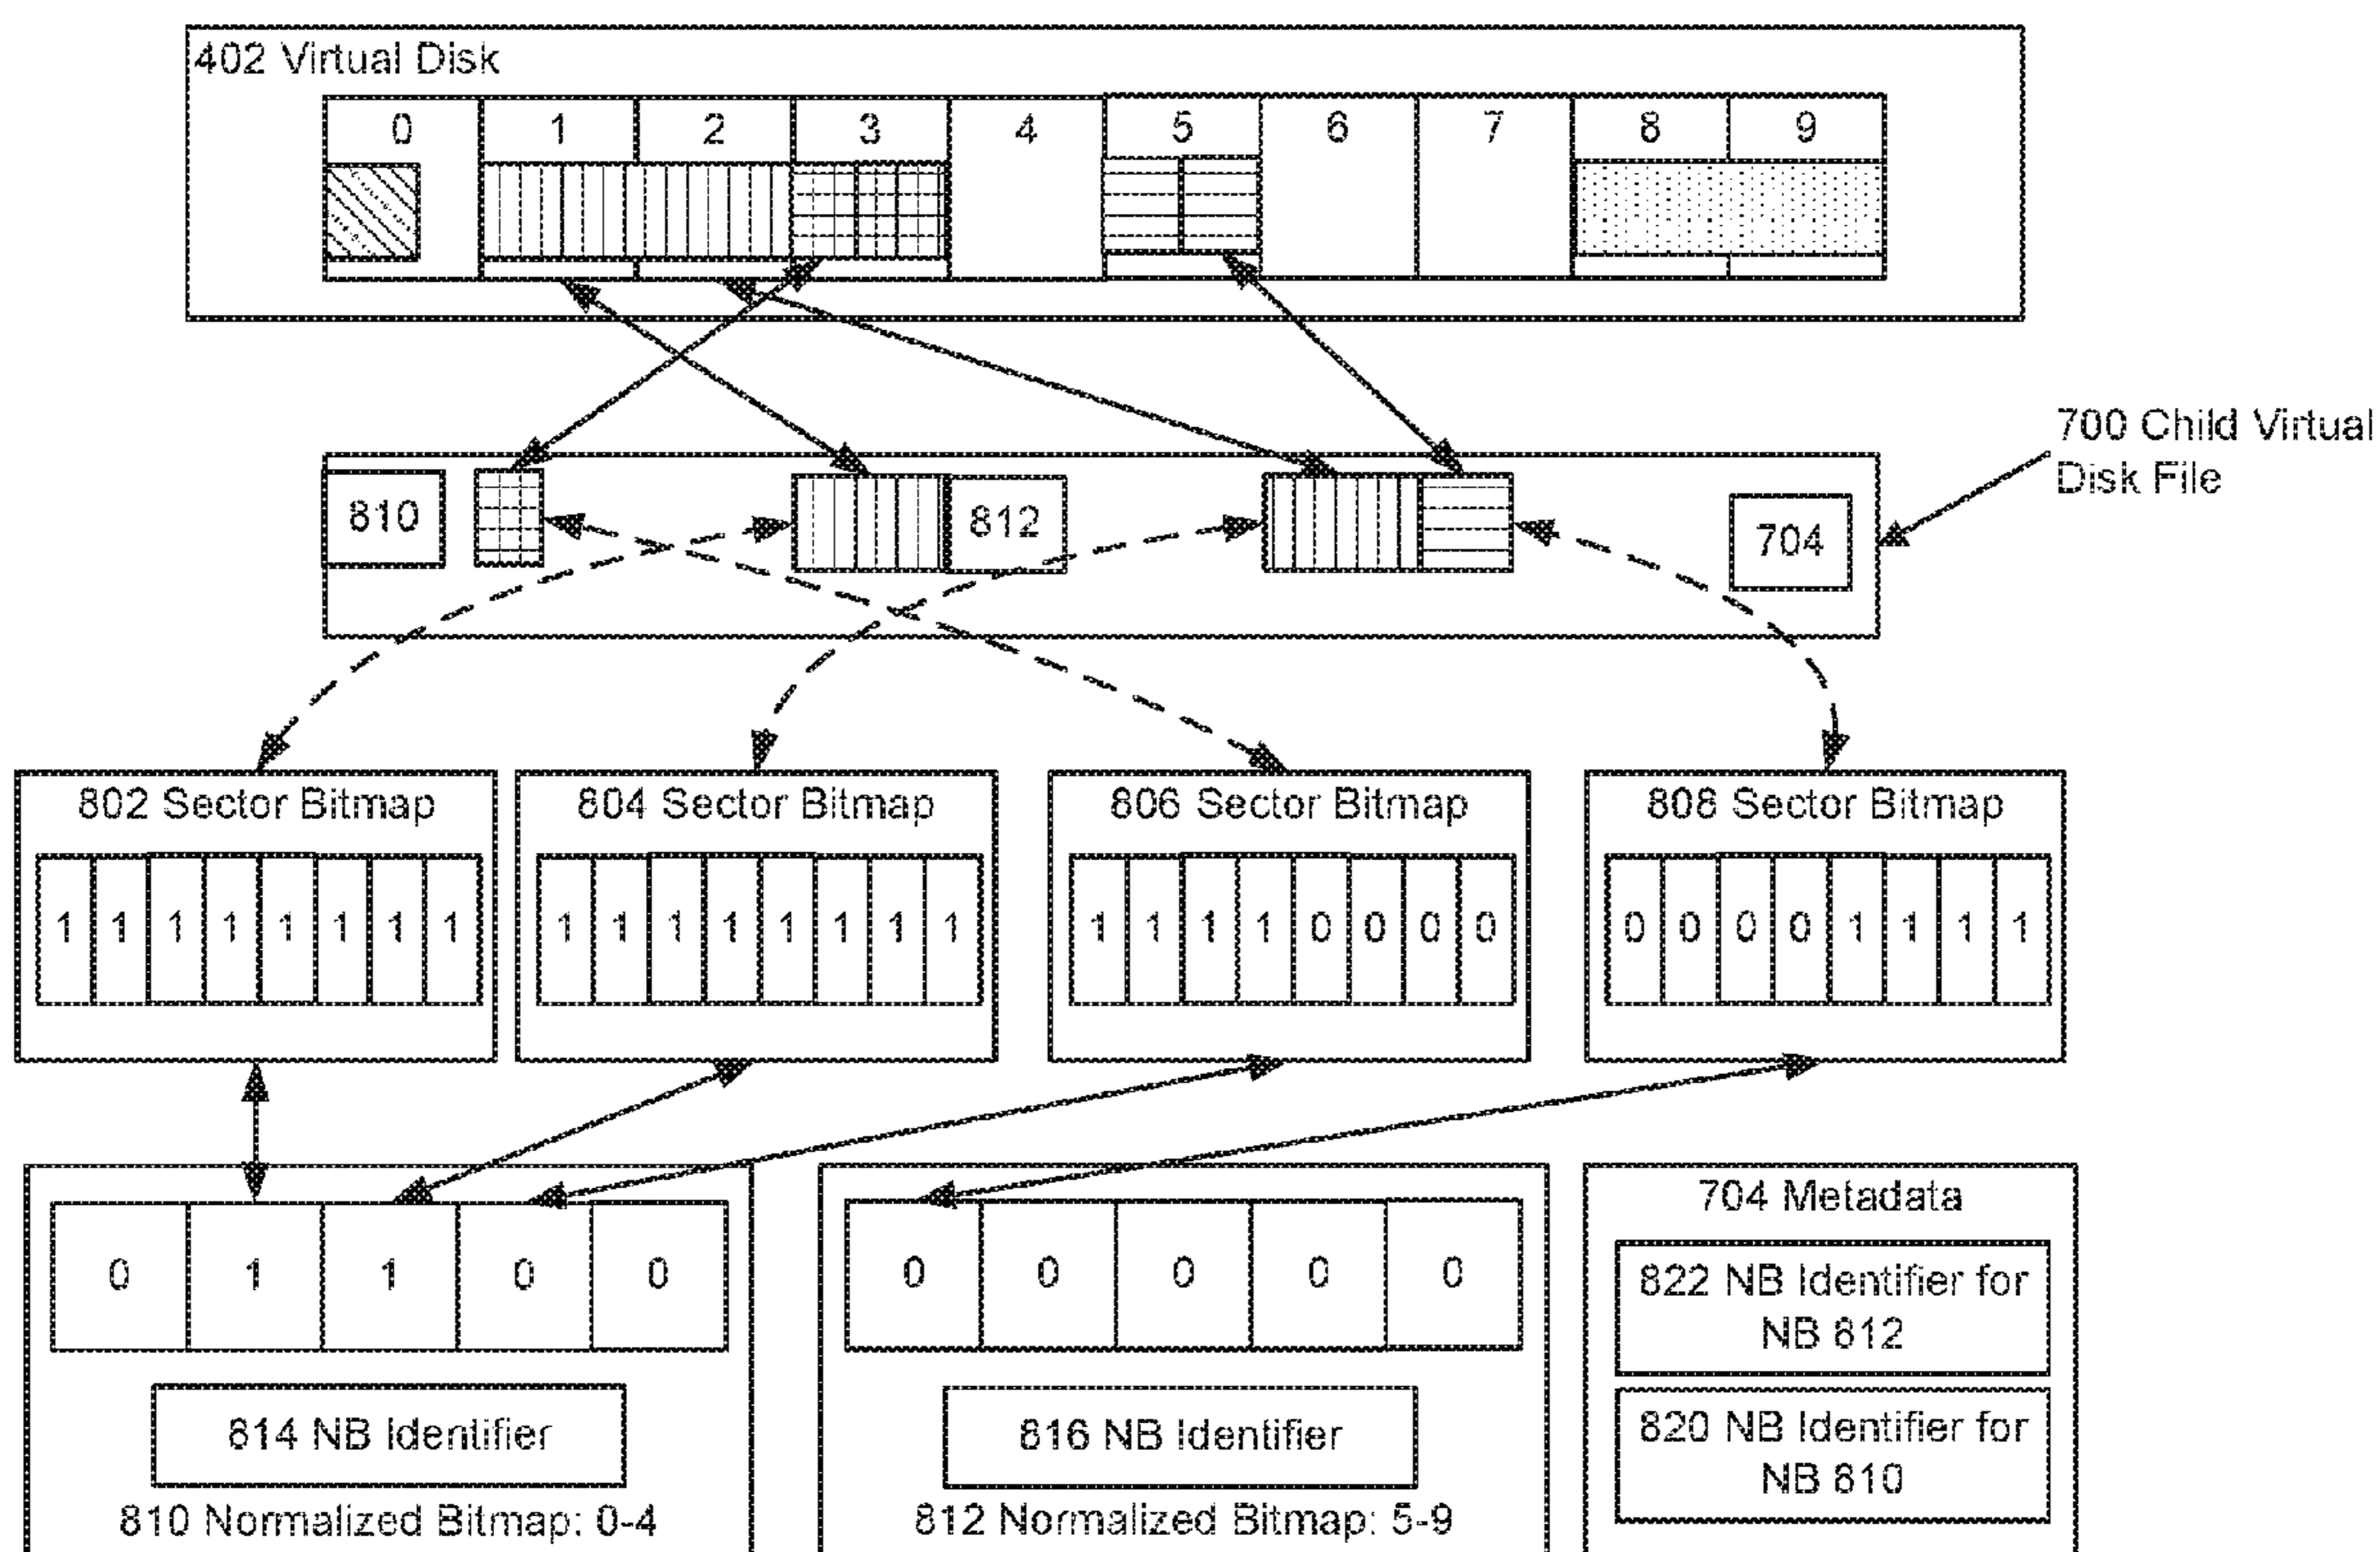 402 Virtual Disk
0 1 2 3 4 5 6 7 8 9
700 Child Virtual
Disk File
810
812
704
802 Sector Bitmap
1 1 1 1 1 1 1 1
804 Sector Bitmap
1 1 1 1 1 1 1 1
806 Sector Bitmap
1 1 1 1 0 0 0 0
808 Sector Bitmap
0 0 0 0 1 1 1 1
0 1 1 0 0
814 NB Identifier
810 Normalized Bitmap: 0-4
0 0 0 0 0
816 NB Identifier
812 Normalized Bitmap: 5-9
704 Metadata
822 NB Identifier for
NB 812
820 NB Identifier for
NB 810